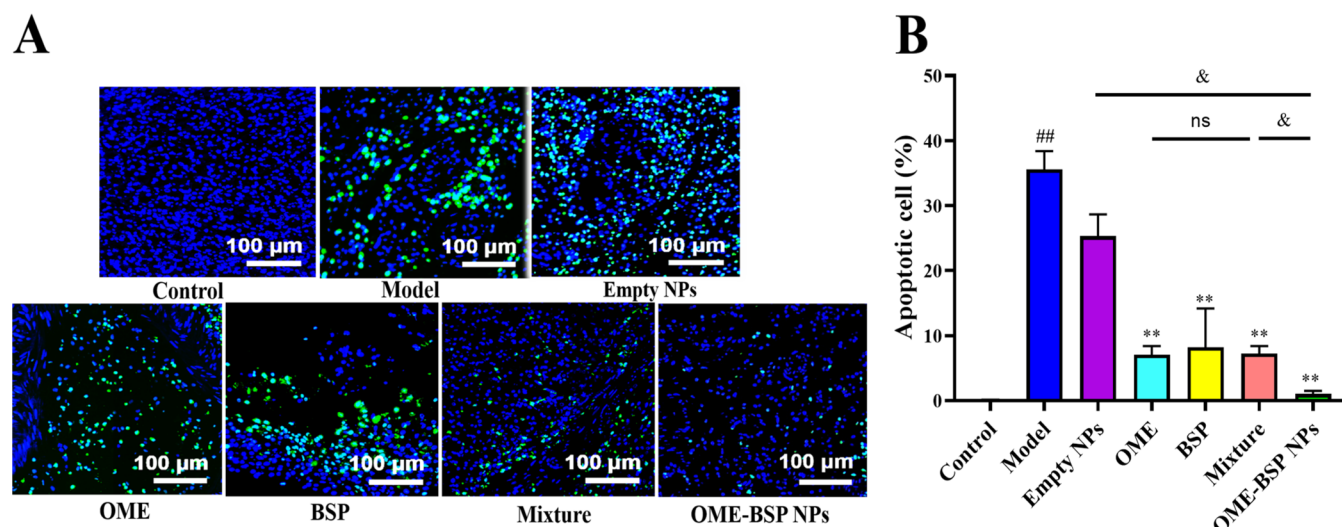 A
100 µm
100 µm
100 µm
Control
Model
Empty NPs
100 µm
100 µm
100 µm
100 µm
OME
BSP
Mixture
OME-BSP NPs
B
Apoptotic cell (%)
50
40
30
20
10
0
&
ns
&
##
**
**
**
**
Control
Model
Empty NPs
OME
BSP
Mixture
OME-BSP NPs